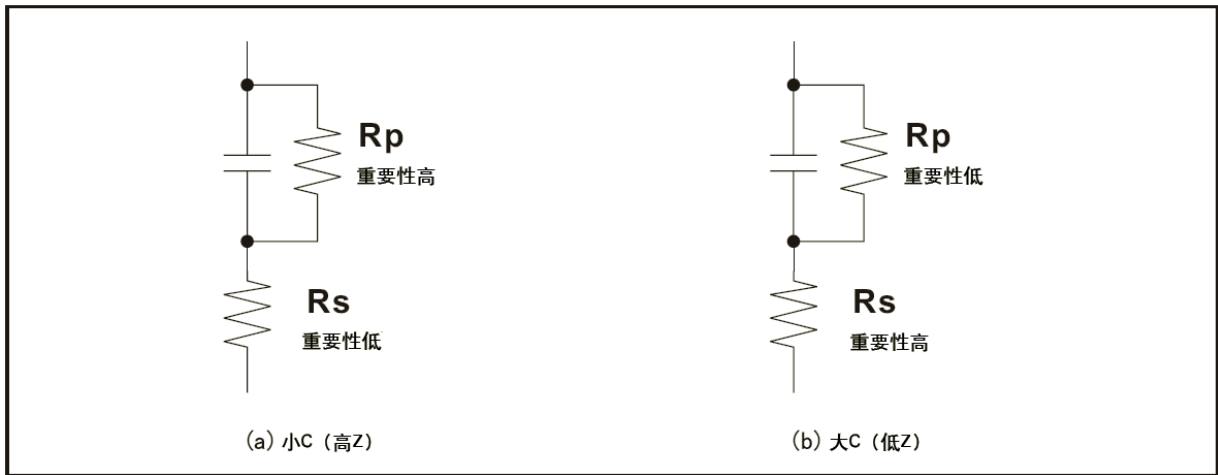 Rp
重要性高
Rs
重要性低
(a) 小C（高Z）
Rp
重要性低
Rs
重要性高
(b) 大C（低Z）